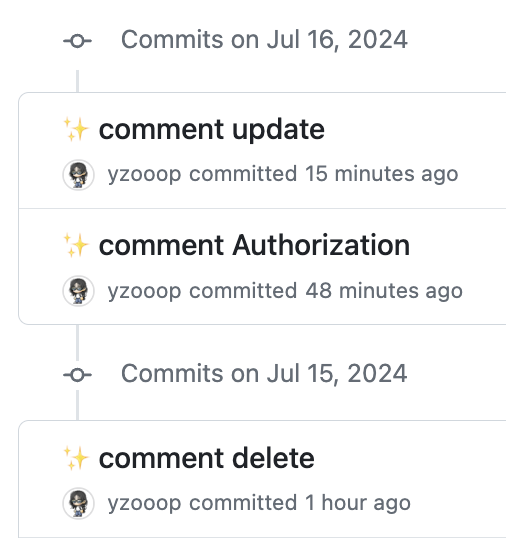 Commits on Jul 16, 2024
✨ comment update
yzooop committed 15 minutes ago
✨ comment Authorization
yzooop committed 48 minutes ago
Commits on Jul 15, 2024
✨ comment delete
yzooop committed 1 hour ago